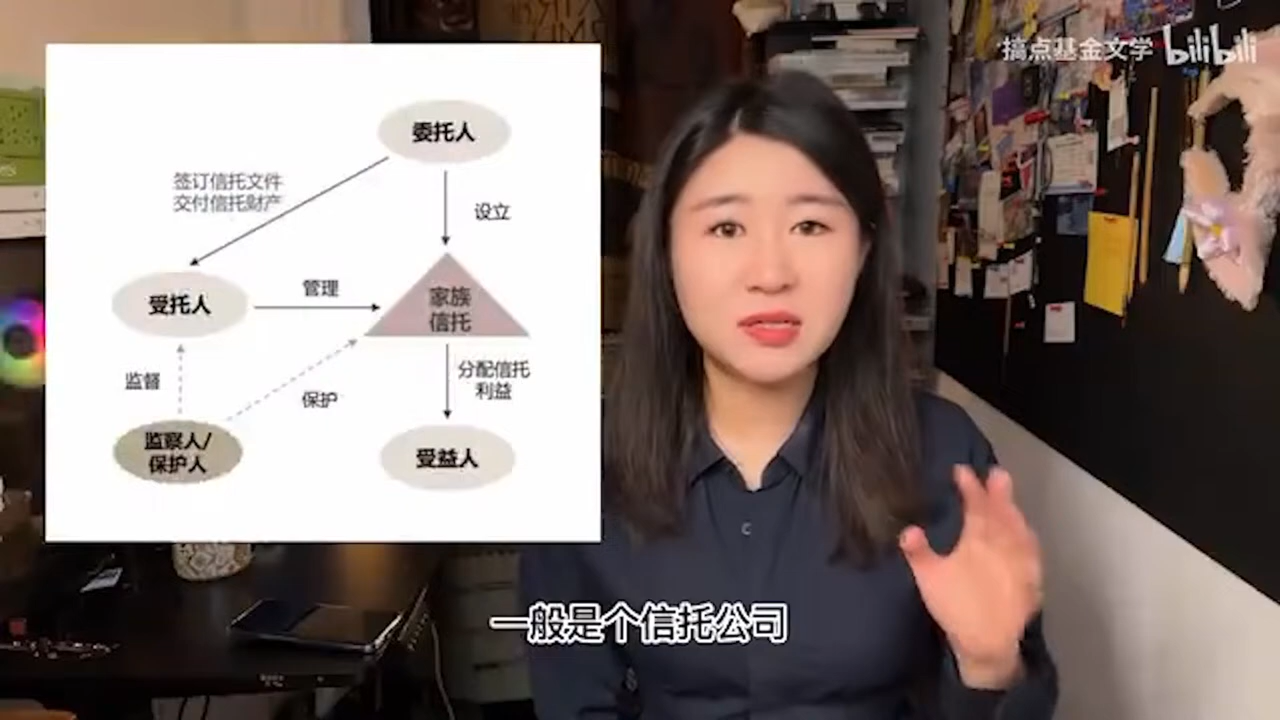 搞点基金文学 bilibili
委托人
签订信托文件
交付信托财产
设立
受托人
管理
家族
信托
监督
保护
分配信托
利益
监察人/
保护人
受益人
一般是个信托公司